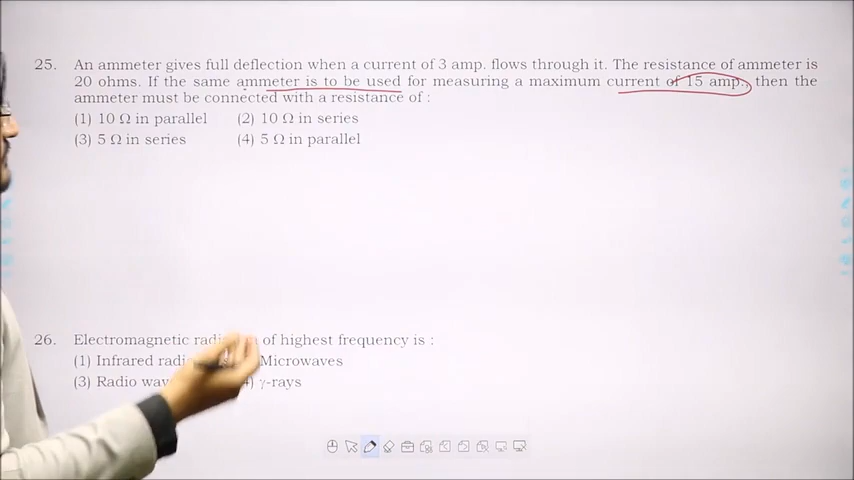 25. An ammeter gives full deflection when a current of 3 amp. flows through it. The resistance of ammeter is
20 ohms. If the same ammeter is to be used for measuring a maximum current of 15 amp., then the
ammeter must be connected with a resistance of :
(1) 10 Ω in parallel (2) 10 Ω in series
(3) 5 Ω in series (4) 5 Ω in parallel
26. Electromagnetic of highest frequency is :
(1) Infrared Microwaves
(3) Radio γ-rays